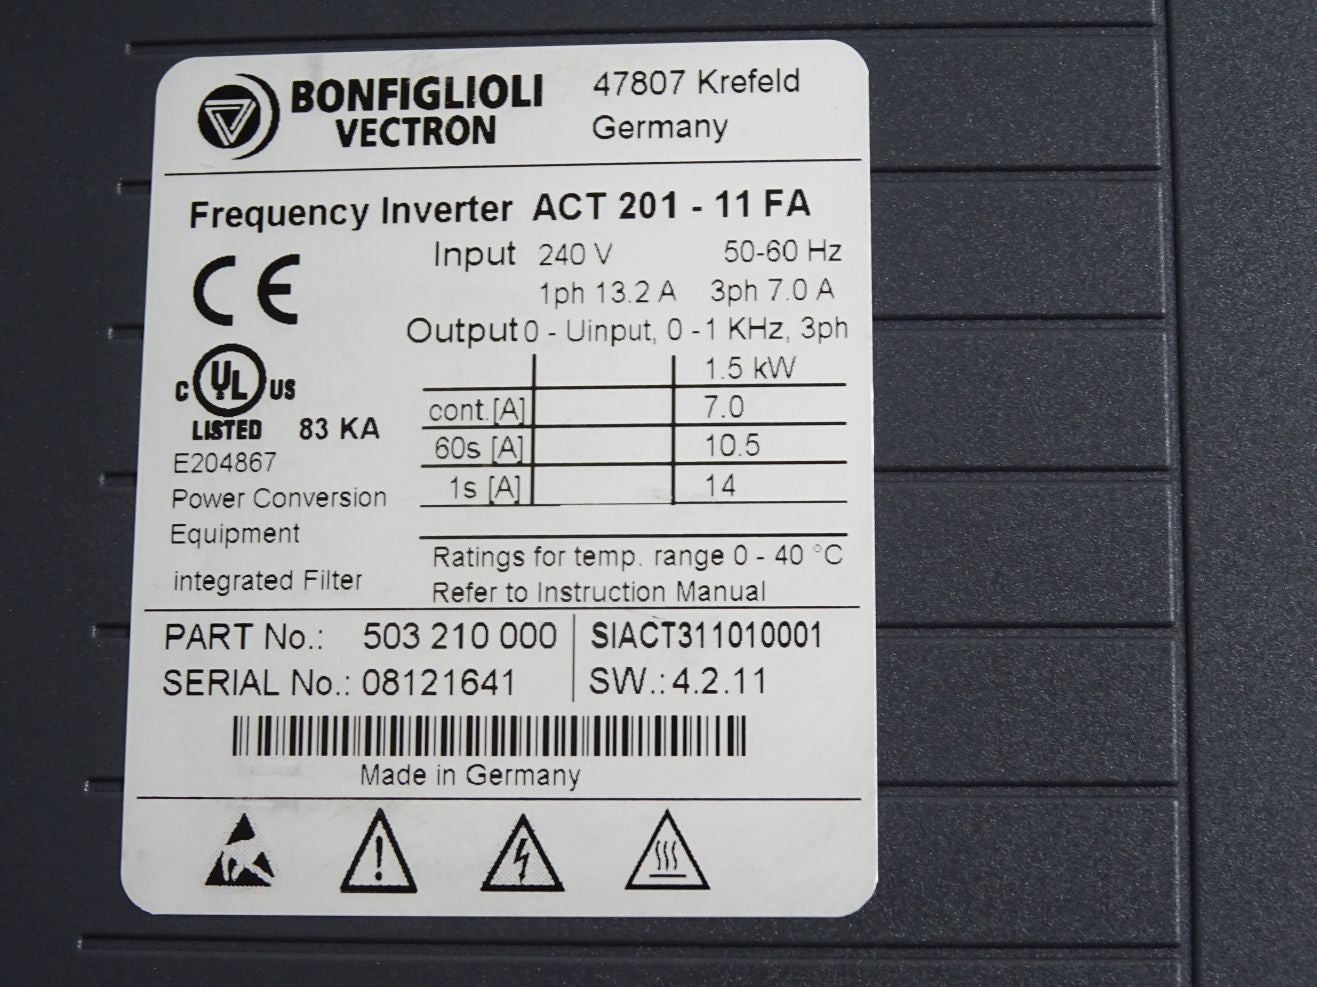 BONFIGLIOLI
VECTRON
47807 Krefeld
Germany
Frequency Inverter ACT 201 - 11 FA
CE
Input 240 V 50-60 Hz
1ph 13.2 A 3ph 7.0 A
Output 0 - Uinput, 0 - 1 KHz, 3ph
1.5 kW
cont.[A] 7.0
60s [A] 10.5
1s [A] 14
C UL US
LISTED 83 KA
E204867
Power Conversion
Equipment
integrated Filter
Ratings for temp. range 0 - 40 °C
Refer to Instruction Manual
PART No.: 503 210 000 SIACT311010001
SERIAL No.: 08121641 SW.: 4.2.11
Made in Germany